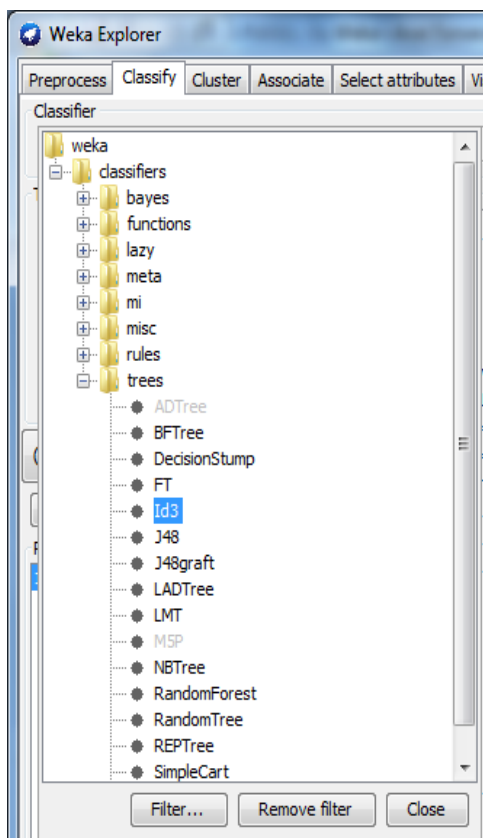 Weka Explorer
Preprocess Classify Cluster Associate Select attributes Vi
Classifier
weka
classifiers
bayes
functions
lazy
meta
mi
misc
rules
trees
ADTree
BFTree
DecisionStump
FT
Id3
J48
J48graft
LADTree
LMT
M5P
NBTree
RandomForest
RandomTree
REPTree
SimpleCart
Filter... Remove filter Close